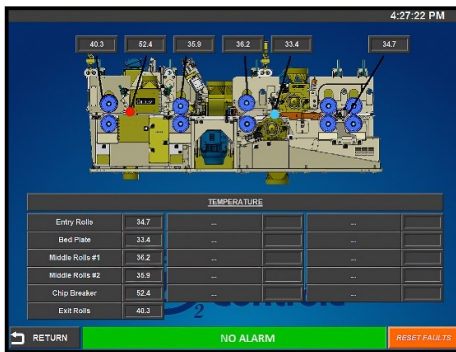 4:27:22 PM
40.3 52.4 35.9 36.2 33.4 34.7
TEMPERATURE
Entry Rolls 34.7 ... ...
Bed Plate 33.4 ... ...
Middle Rolls #1 36.2 ... ...
Middle Rolls #2 35.9 ... ...
Chip Breaker 52.4 ... ...
Exit Rolls 40.3
2
RETURN NO ALARM RESET FAULTS